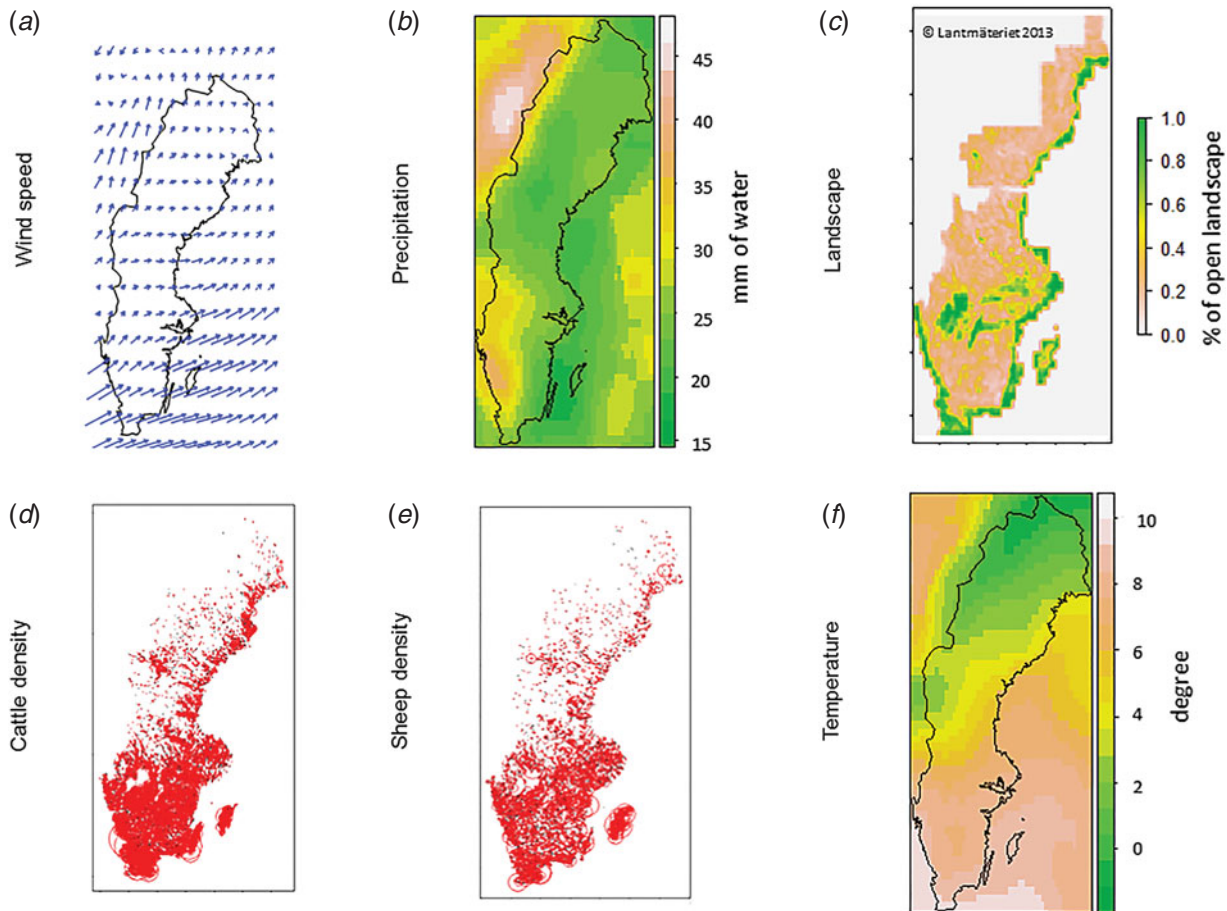 (a)
Wind speed
(b)
Precipitation
45
40
35
30
25
20
15
mm of water
(c)
Landscape
© Lantmäteriet 2013
1.0
0.8
0.6
0.4
0.2
0.0
% of open landscape
(d)
Cattle density
(e)
Sheep density
(f)
Temperature
10
8
6
4
2
0
degree